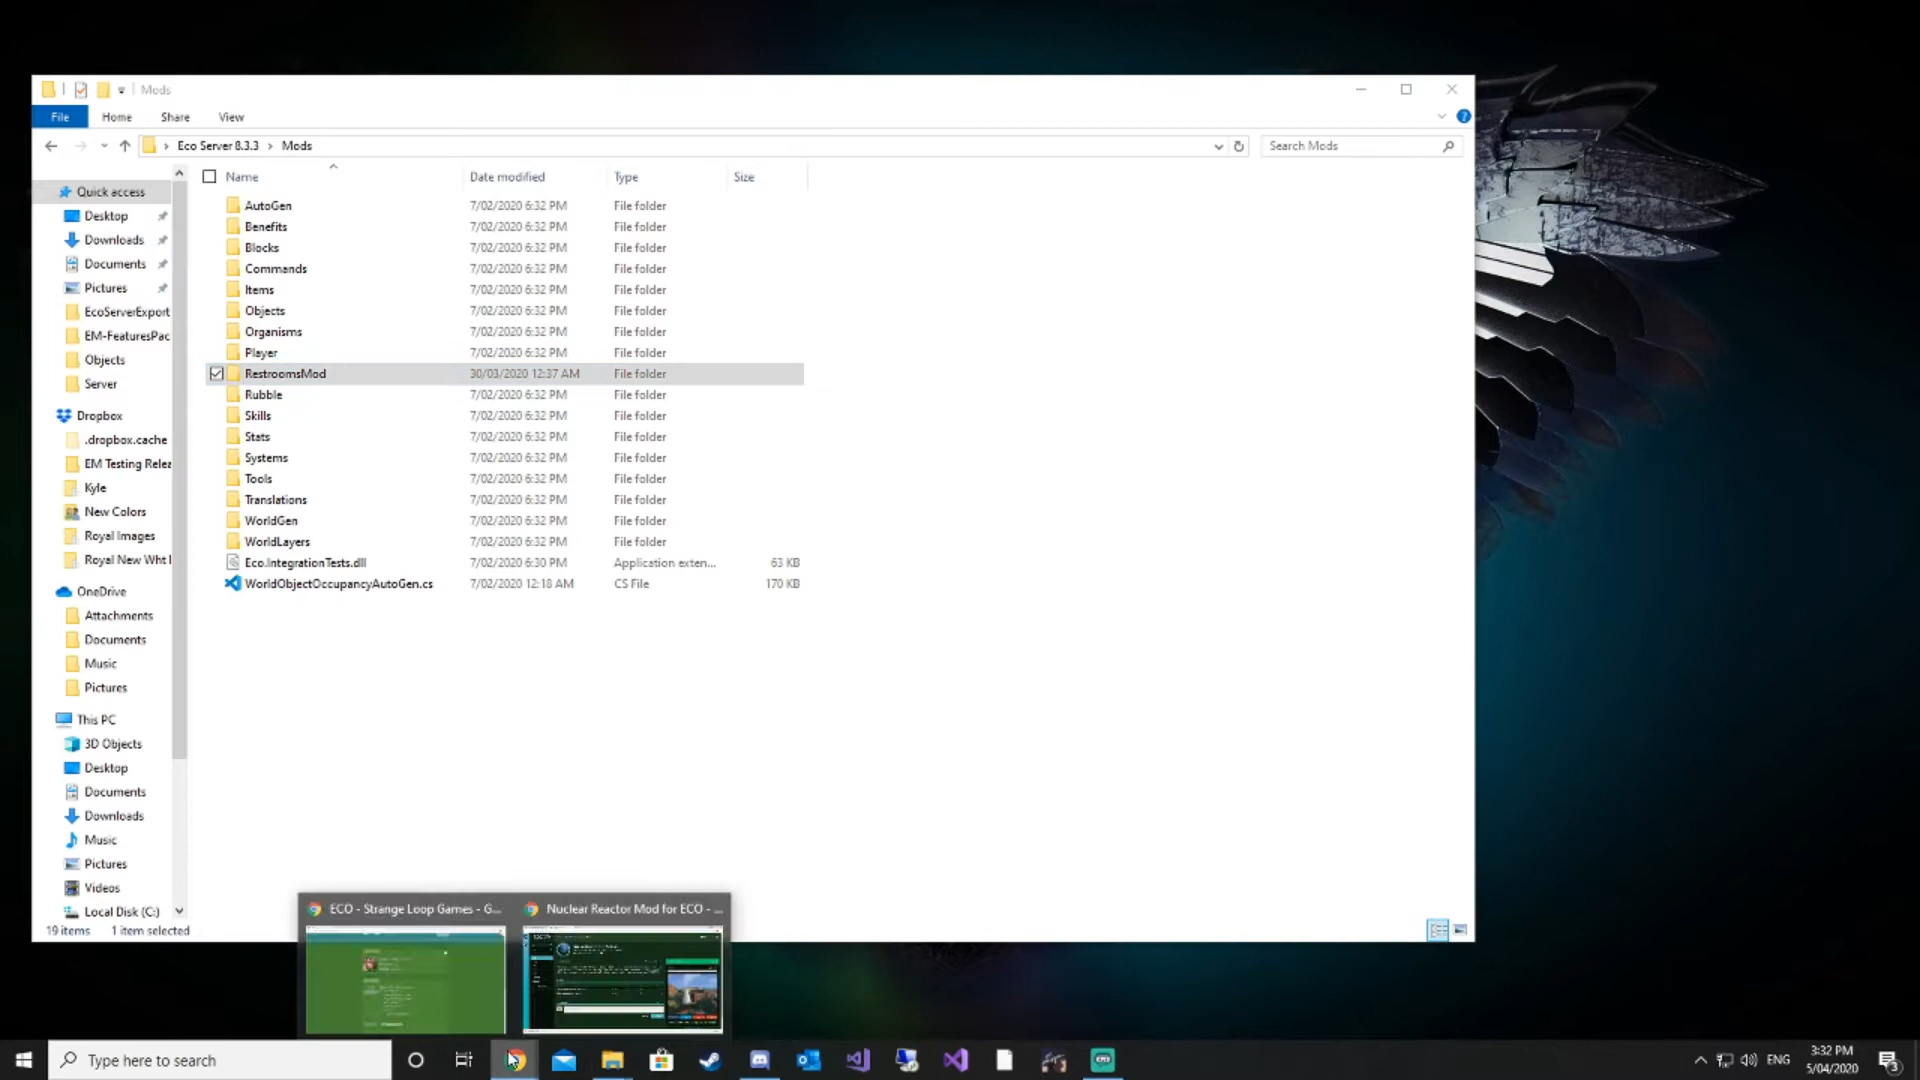 Mods
File Home Share View
Eco Server 8.3.3 Mods Search Mods
Name Date modified Type Size
Quick access
Desktop
Downloads
Documents
Pictures
EcoServerExport
EM-FeaturesPac
Objects
Server
Dropbox
.dropbox.cache
EM Testing Relea
Kyle
New Colors
Royal Images
Royal New Wht
OneDrive
Attachments
Documents
Music
Pictures
This PC
3D Objects
Desktop
Documents
Downloads
Music
Pictures
Videos
Local Disk (C:)
AutoGen 7/02/2020 6:32 PM File folder
Benefits 7/02/2020 6:32 PM File folder
Blocks 7/02/2020 6:32 PM File folder
Commands 7/02/2020 6:32 PM File folder
Items 7/02/2020 6:32 PM File folder
Objects 7/02/2020 6:32 PM File folder
Organisms 7/02/2020 6:32 PM File folder
Player 7/02/2020 6:32 PM File folder
RestroomsMod 30/03/2020 12:37 AM File folder
Rubble 7/02/2020 6:32 PM File folder
Skills 7/02/2020 6:32 PM File folder
Stats 7/02/2020 6:32 PM File folder
Systems 7/02/2020 6:32 PM File folder
Tools 7/02/2020 6:32 PM File folder
Translations 7/02/2020 6:32 PM File folder
WorldGen 7/02/2020 6:32 PM File folder
WorldLayers 7/02/2020 6:32 PM File folder
Eco.IntegrationTests.dll 7/02/2020 6:30 PM Application exten... 63 KB
WorldObjectOccupancyAutoGen.cs 7/02/2020 12:18 AM CS File 170 KB
19 items 1 item selected
ECO - Strange Loop Games - G... Nuclear Reactor Mod for ECO - ...
Type here to search
ENG
3:32 PM
5/04/2020
3